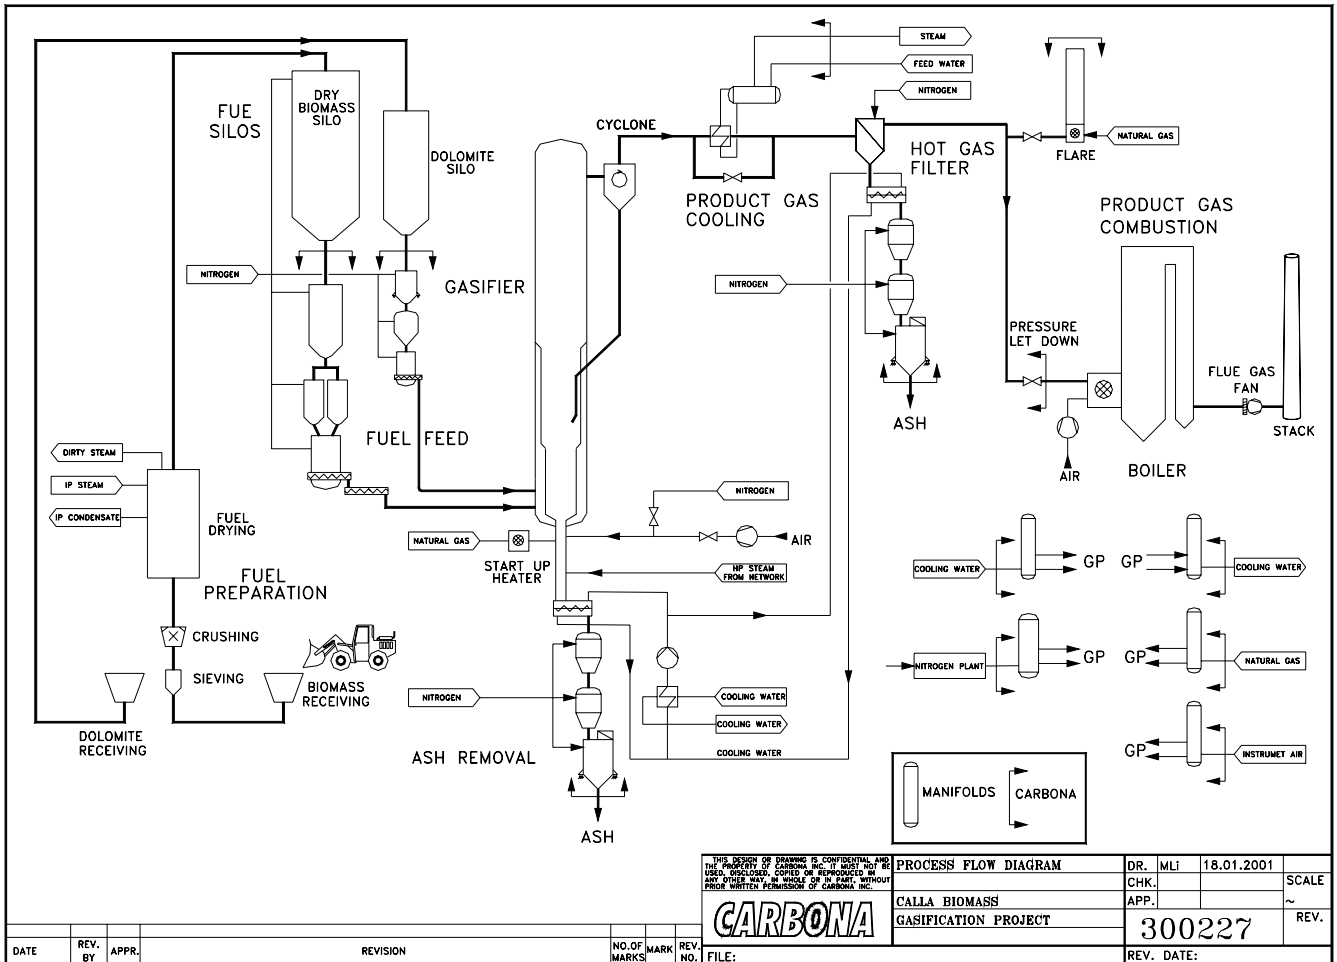 STEAM
FEED WATER
NITROGEN
FUE
SILOS
DRY
BIOMASS
SILO
DOLOMITE
SILO
CYCLONE
PRODUCT GAS
COOLING
HOT GAS
FILTER
FLARE
NATURAL GAS
PRODUCT GAS
COMBUSTION
NITROGEN
GASIFIER
NITROGEN
PRESSURE
LET DOWN
FLUE GAS
FAN
STACK
ASH
AIR
BOILER
FUEL FEED
DIRTY STEAM
IP STEAM
IP CONDENSATE
FUEL
DRYING
FUEL
PREPARATION
NITROGEN
AIR
NATURAL GAS
START UP
HEATER
HP STEAM
FROM NETWORK
CRUSHING
SIEVING
BIOMASS
RECEIVING
DOLOMITE
RECEIVING
NITROGEN
COOLING WATER
COOLING WATER
COOLING WATER
ASH REMOVAL
ASH
COOLING WATER
GP
GP
COOLING WATER
NITROGEN PLANT
GP
GP
NATURAL GAS
GP
INSTRUMET AIR
MANIFOLDS
CARBONA
THIS DESIGN OR DRAWING IS CONFIDENTIAL AND
THE PROPERTY OF CARBONA INC. IT MUST NOT BE
USED, DISCLOSED, COPIED OR REPRODUCED IN
ANY OTHER WAY, IN WHOLE OR IN PART, WITHOUT
PRIOR WRITTEN PERMISSION OF CARBONA INC.
CARBONA
FILE:
PROCESS FLOW DIAGRAM
CALLA BIOMASS
GASIFICATION PROJECT
DR. MLi 18.01.2001
CHK.
APP.
SCALE
~
300227
REV.
REV. DATE:
DATE
REV.
BY
APPR.
REVISION
NO.OF
MARKS
MARK
REV.
NO.